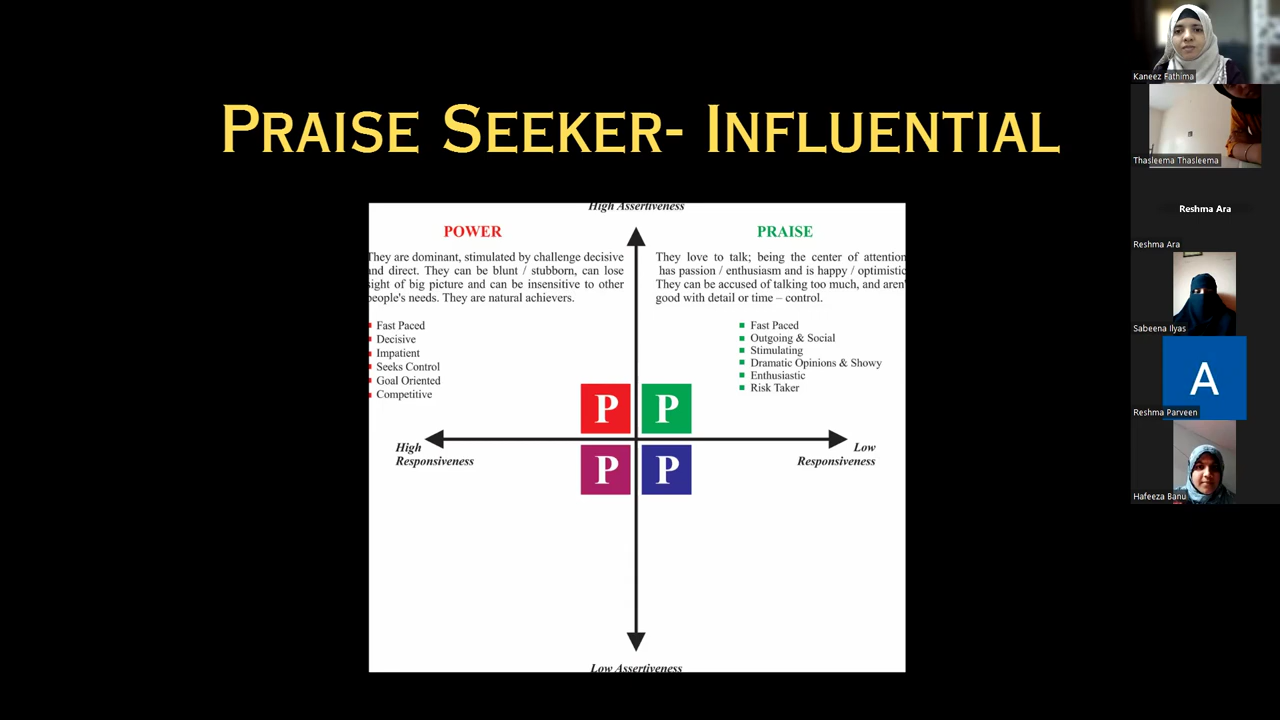 PRAISE SEEKER- INFLUENTIAL
High Assertiveness
POWER
They are dominant, stimulated by challenge decisive
and direct. They can be blunt / stubborn, can lose
sight of big picture and can be insensitive to other
people's needs. They are natural achievers.
Fast Paced
Decisive
Impatient
Seeks Control
Goal Oriented
Competitive
PRAISE
They love to talk; being the center of attention
has passion / enthusiasm and is happy / optimistic
They can be accused of talking too much, and aren'
good with detail or time – control.
Fast Paced
Outgoing & Social
Stimulating
Dramatic Opinions & Showy
Enthusiastic
Risk Taker
P P
High
Responsiveness
Low
Responsiveness
P P
Low Assertiveness
Kaneez Fathima
Thasleema Thasleema
Reshma Ara
Reshma Ara
Sabeena Ilyas
A
Reshma Parveen
Hafeeza Banu